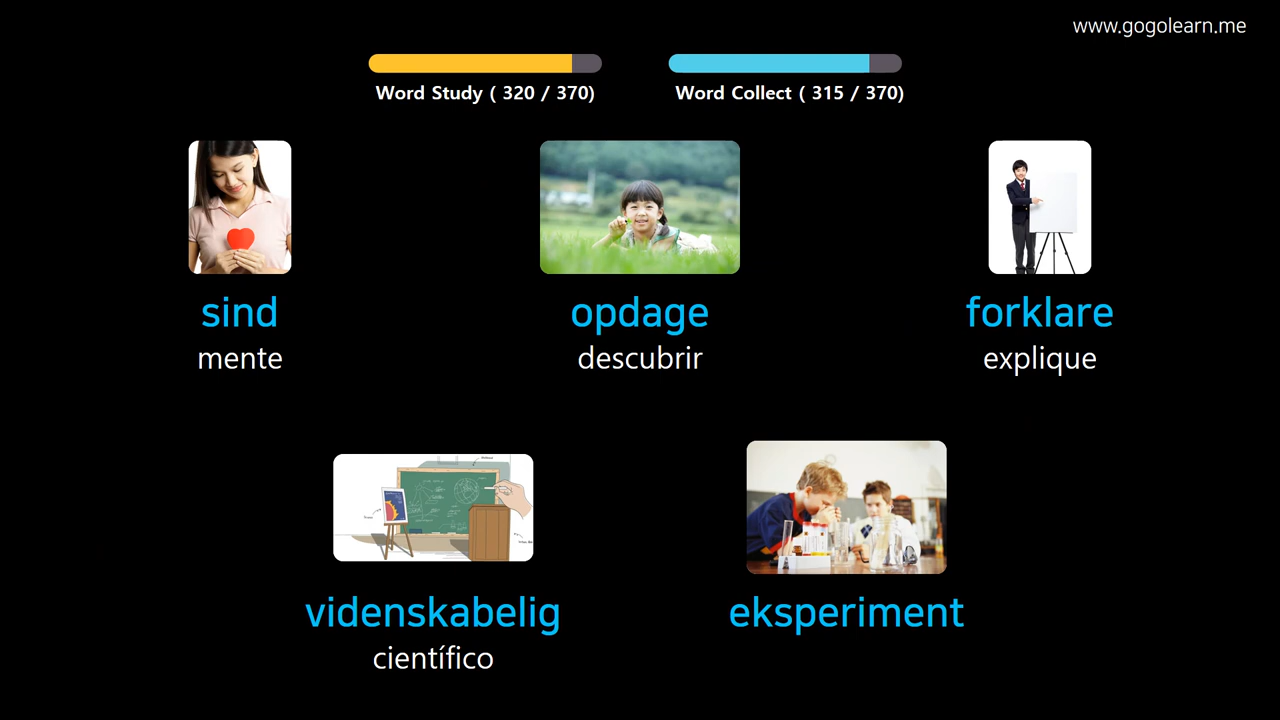 www.gogolearn.me
Word Study ( 320 / 370)
Word Collect ( 315 / 370)
sind
mente
opdage
descubrir
forklare
explique
videnskabelig
científico
eksperiment